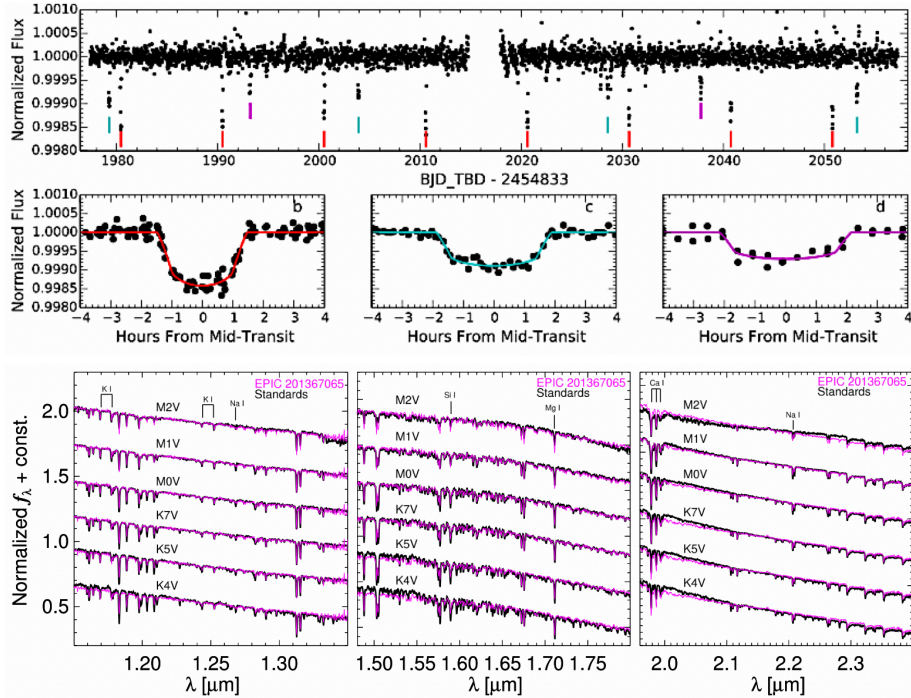 Normalized Flux
1.0010
1.0005
1.0000
0.9995
0.9990
0.9985
0.9980
1980 1990 2000 2010 2020 2030 2040 2050
BJD_TBD - 2454833
Normalized Flux
1.0010
1.0005
1.0000
0.9995
0.9990
0.9985
0.9980
b
c
d
−4 −3 −2 −1 0 1 2 3 4
−4 −3 −2 −1 0 1 2 3 4
−4 −3 −2 −1 0 1 2 3 4
Hours From Mid-Transit
Hours From Mid-Transit
Hours From Mid-Transit
Normalized fλ + const.
2.0
1.5
1.0
0.5
EPIC 201367065
Standards
K I
K I
Na I
M2V
M1V
M0V
K7V
K5V
K4V
1.20 1.25 1.30
λ [μm]
EPIC 201367065
Standards
Si I
Mg I
M2V
M1V
M0V
K7V
K5V
K4V
1.50 1.55 1.60 1.65 1.70 1.75
λ [μm]
EPIC 201367065
Standards
Ca I
Na I
M2V
M1V
M0V
K7V
K5V
K4V
2.0 2.1 2.2 2.3
λ [μm]